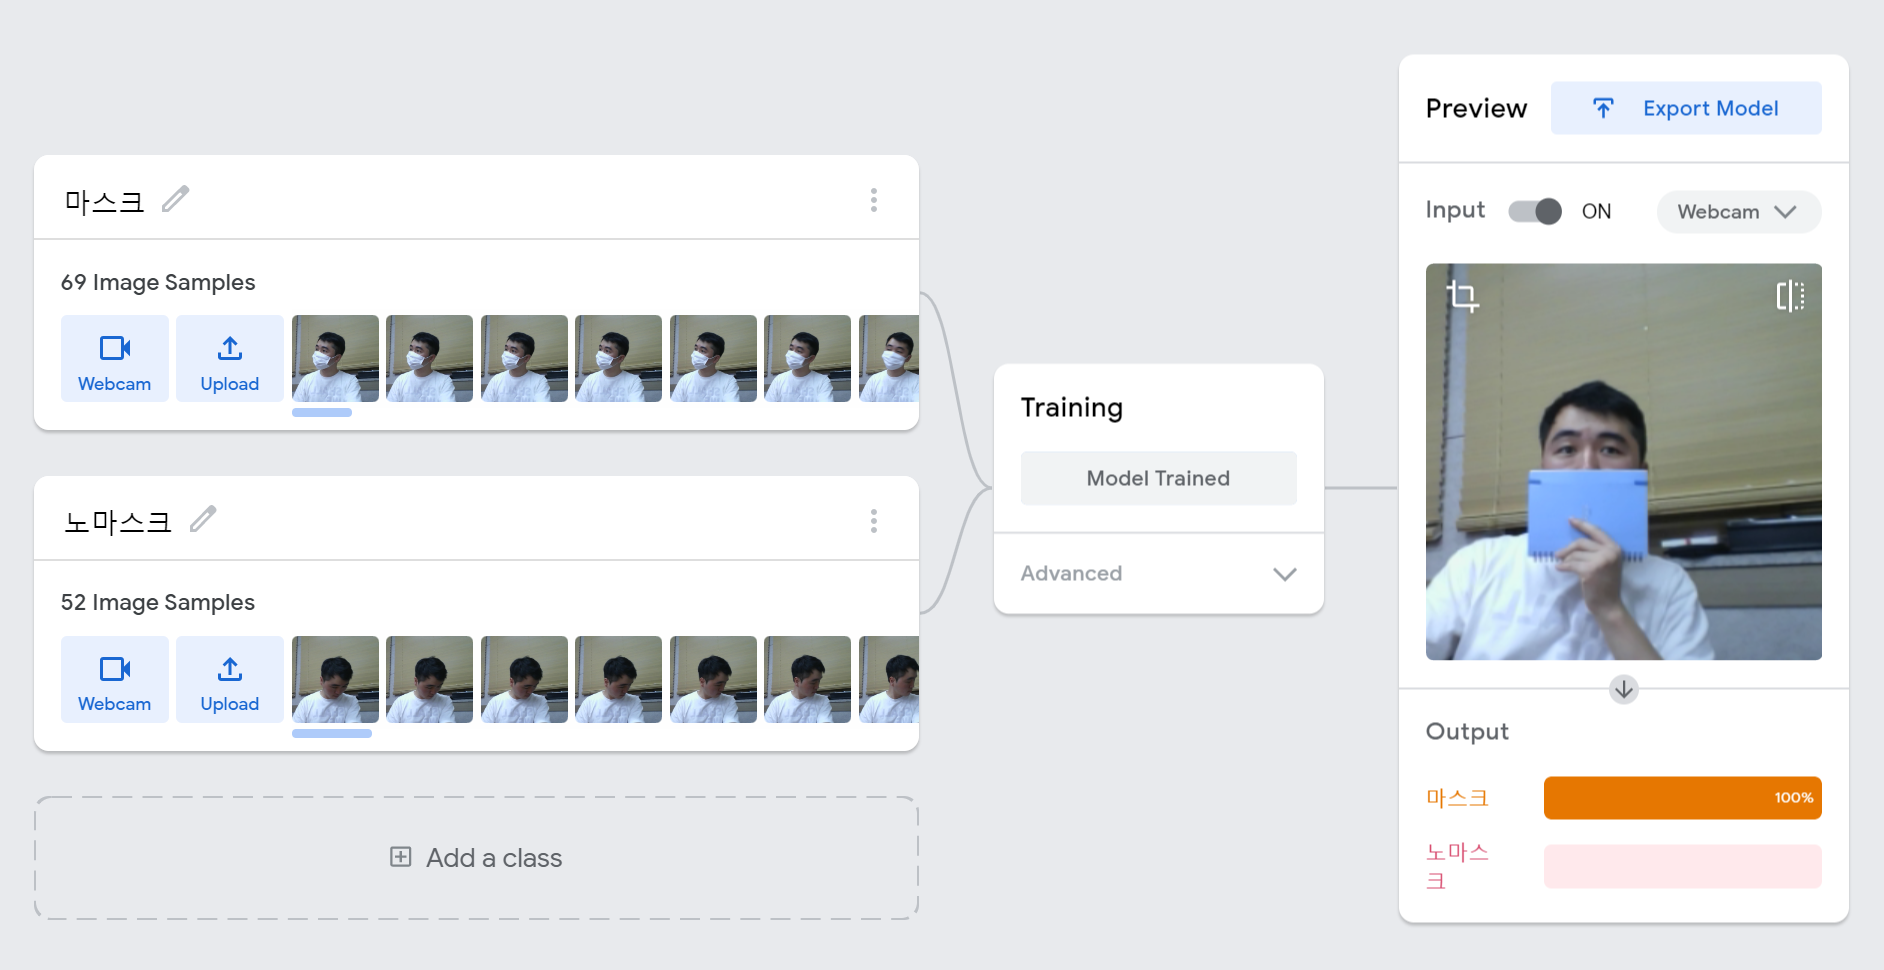 마스크
69 Image Samples
Webcam
Upload
노마스크
52 Image Samples
Webcam
Upload
Add a class
Training
Model Trained
Advanced
Preview
Export Model
Input
ON
Webcam
Output
마스크
100%
노마스
크